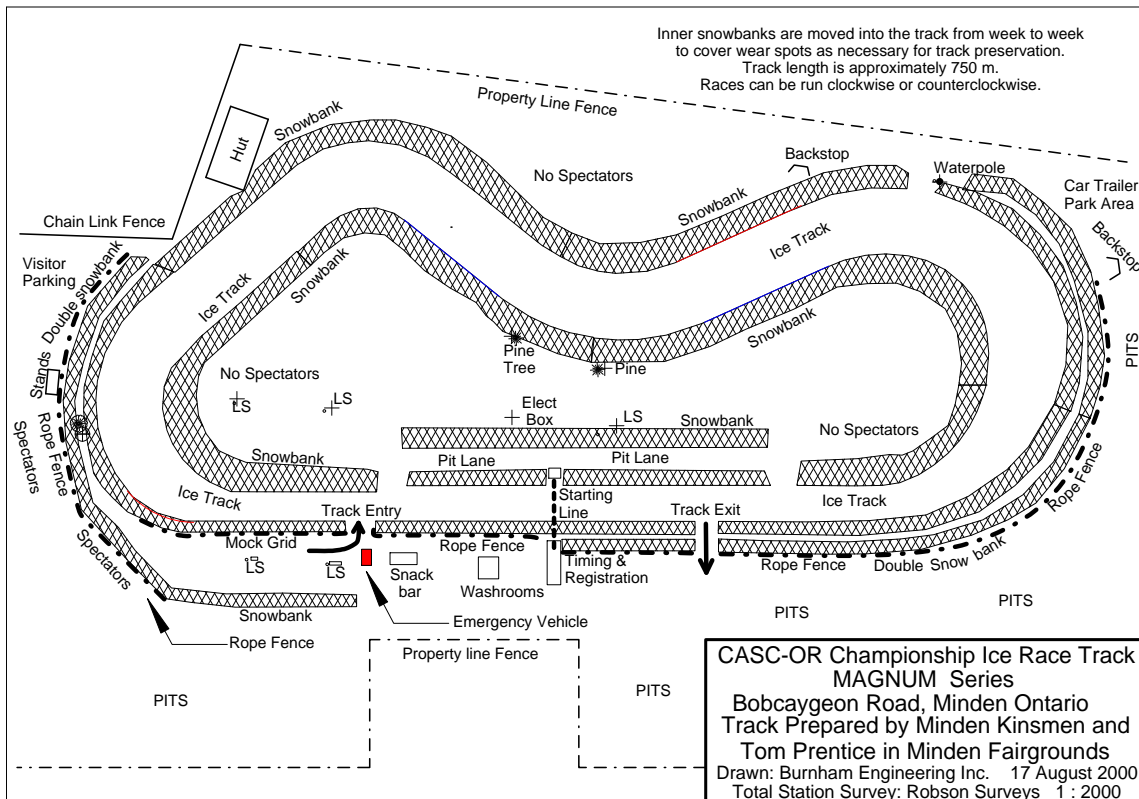 Inner snowbanks are moved into the track from week to week
to cover wear spots as necessary for track preservation.
Track length is approximately 750 m.
Races can be run clockwise or counterclockwise.
Property Line Fence
Snowbank
Hut
No Spectators
Backstop
Waterpole
Car Trailer
Park Area
Snowbank
Chain Link Fence
Ice Track
Backstop
Visitor
Parking
Double snowbank
Ice Track
Snowbank
Snowbank
PITS
Stands
Pine
Tree
Pine
No Spectators
LS
LS
Elect
Box
LS
Snowbank
No Spectators
Rope Fence
Spectators
Snowbank
Pit Lane
Pit Lane
Rope Fence
Ice Track
Starting
Line
Ice Track
Track Entry
Track Exit
Mock Grid
Rope Fence
Spectators
LS
LS
Snack
bar
Washrooms
Timing &
Registration
Rope Fence
Double Snow bank
Snowbank
Emergency Vehicle
PITS
PITS
Rope Fence
Property line Fence
PITS
PITS
CASC-OR Championship Ice Race Track
MAGNUM Series
Bobcaygeon Road, Minden Ontario
Track Prepared by Minden Kinsmen and
Tom Prentice in Minden Fairgrounds
Drawn: Burnham Engineering Inc. 17 August 2000
Total Station Survey: Robson Surveys 1 : 2000